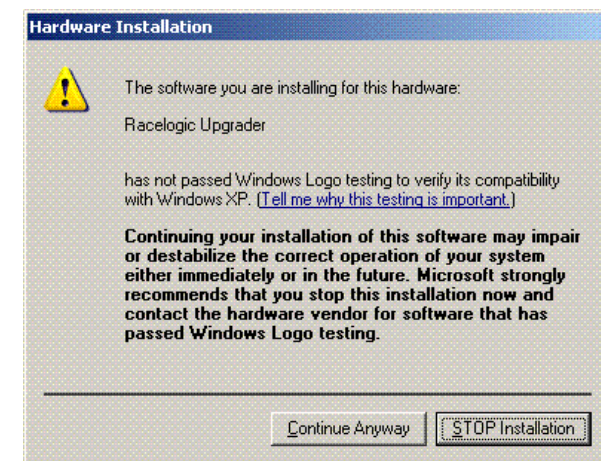 Hardware Installation
The software you are installing for this hardware:
Racelogic Upgrader
has not passed Windows Logo testing to verify its compatibility
with Windows XP. (Tell me why this testing is important.)
Continuing your installation of this software may impair
or destabilize the correct operation of your system
either immediately or in the future. Microsoft strongly
recommends that you stop this installation now and
contact the hardware vendor for software that has
passed Windows Logo testing.
Continue Anyway
STOP Installation